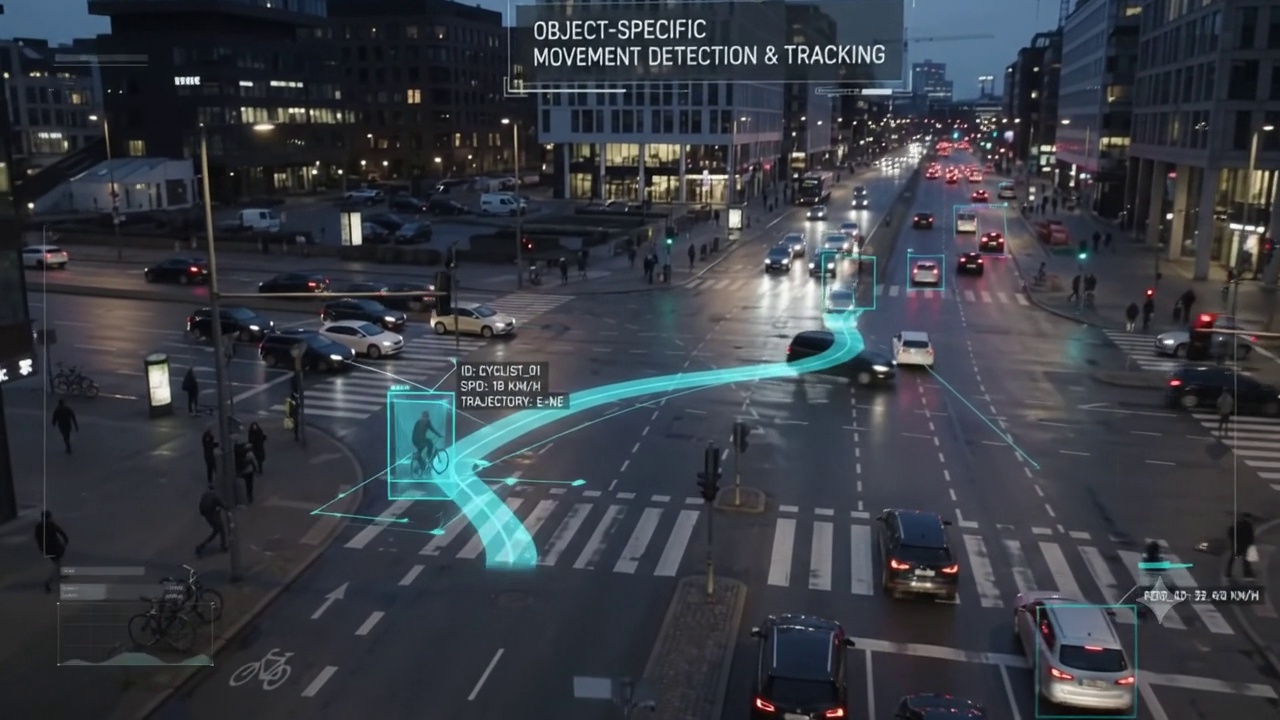 OBJECT-SPECIFIC
MOVEMENT DETECTION & TRACKING
ID: CYCLIST_01
SPD: 18 KM/H
TRAJECTORY: E-NE